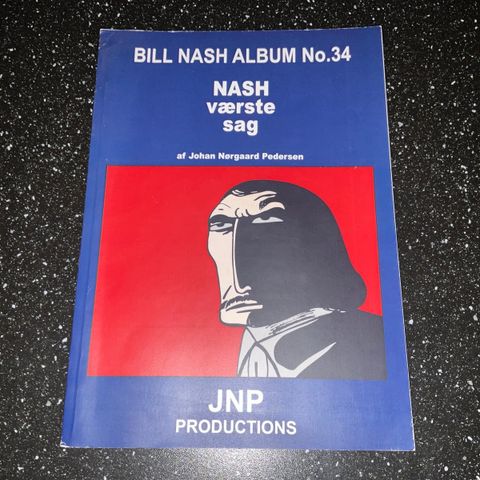 BILL NASH ALBUM No.34
NASH
værste
sag
af Johan Nørgaard Pedersen
JNP
PRODUCTIONS